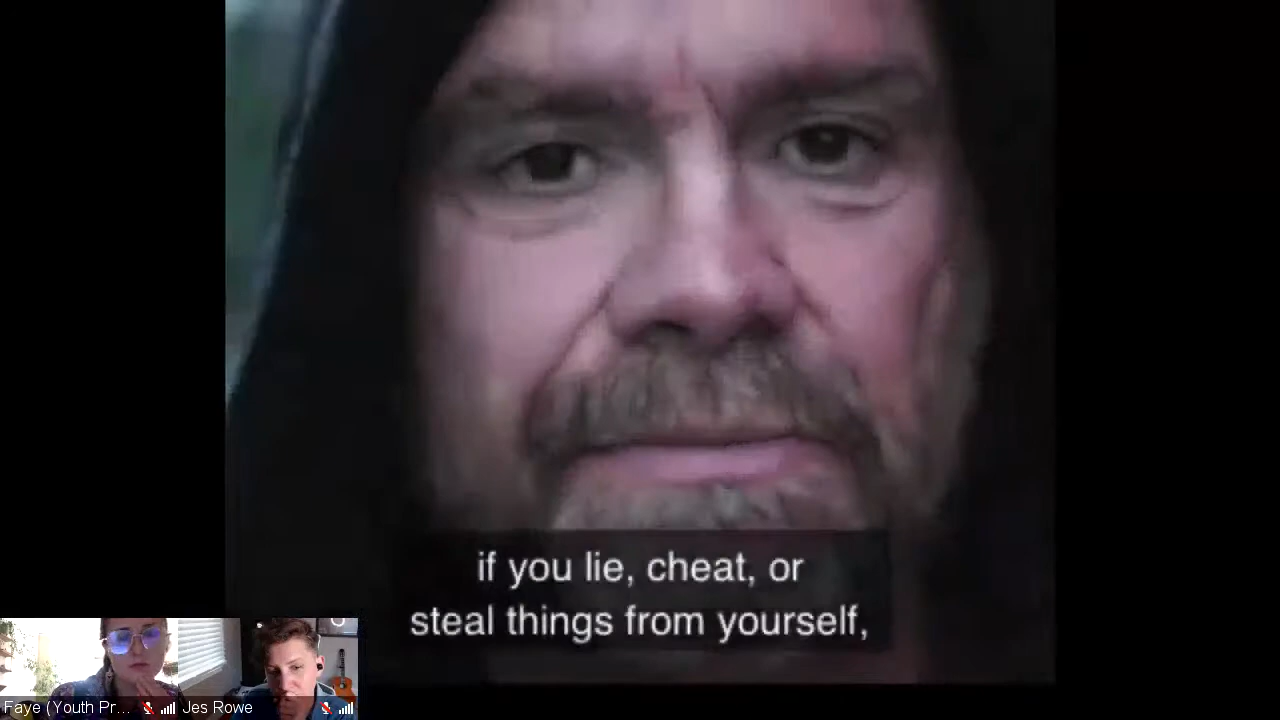 if you lie, cheat, or
steal things from yourself,
Faye (Youth Pr...
Jes Rowe